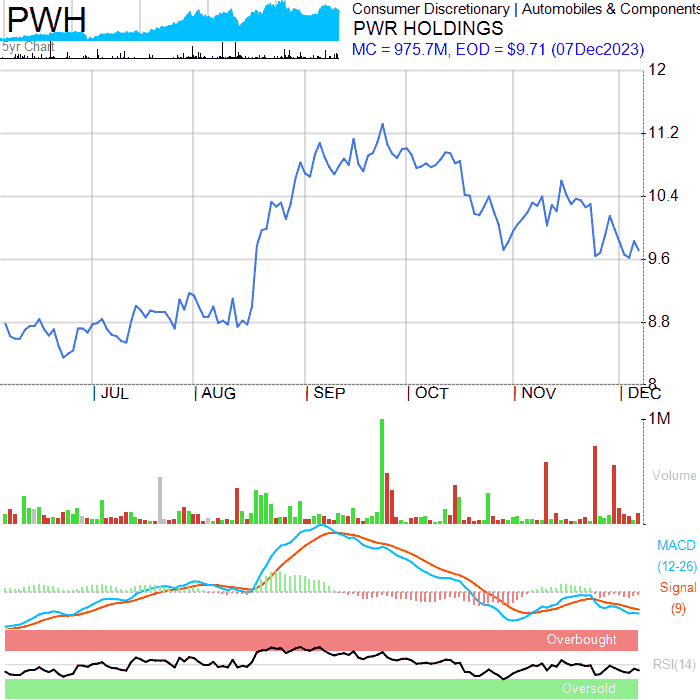 PWH
5yr Chart
Consumer Discretionary | Automobiles & Components
PWR HOLDINGS
MC = 975.7M, EOD = $9.71 (07Dec2023)
12
11.2
10.4
9.6
8.8
8
JUL
AUG
SEP
OCT
NOV
DEC
1M
Volume
MACD
(12-26)
Signal
(9)
Overbought
RSI(14)
Oversold